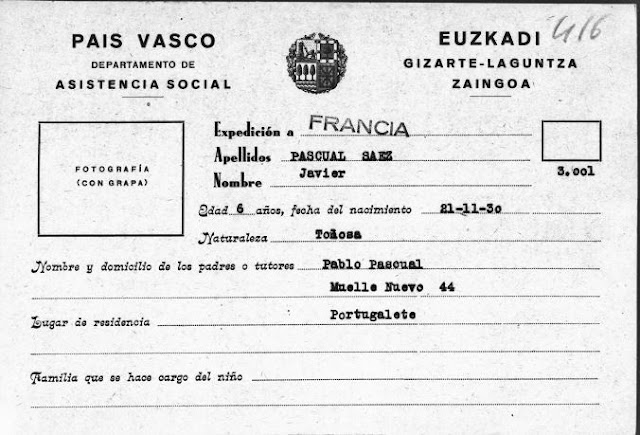 416
PAIS VASCO
DEPARTAMENTO DE
ASISTENCIA SOCIAL
EUZKADI
GIZARTE-LAGUNTZA
ZAINGOA
FOTOGRAFÍA
(CON GRAPA)
Expedición a FRANCIA
Apellidos PASCUAL SAEZ
Nombre Javier
3.001
Edad 6 años, fecha del nacimiento 21-11-30
Naturaleza Toñosa
Nombre y domicilio de los padres o tutores Pablo Pascual
Muelle Nuevo 44
Lugar de residencia Portugalete
Familia que se hace cargo del niño